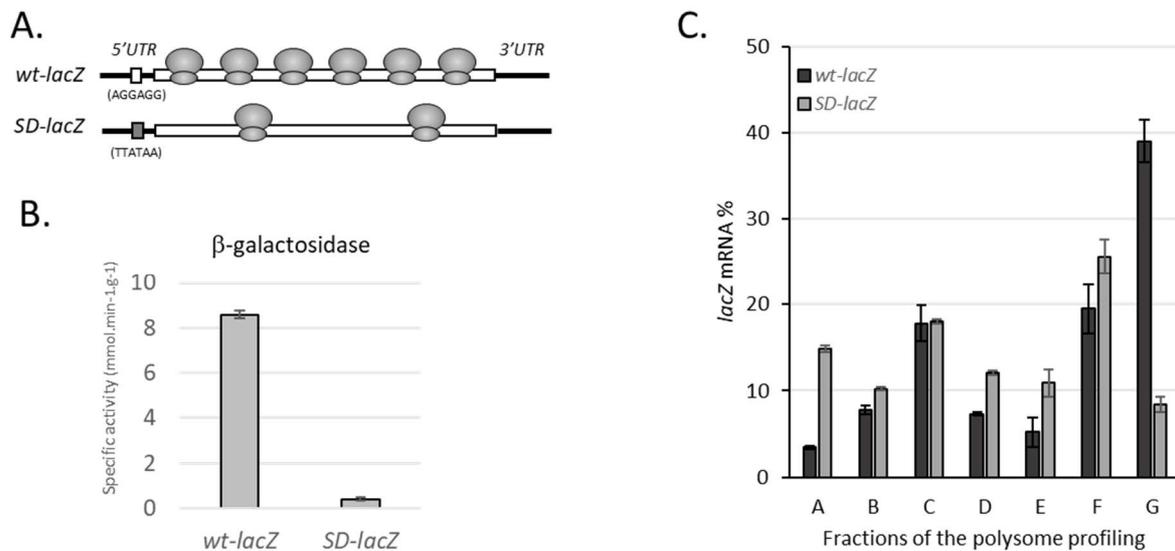 A.
5'UTR
3'UTR
wt-lacZ
(AGGAGG)
SD-lacZ
(TTATAA)
B.
β-galactosidase
Specific activity (mmol.min-1.g-1)
10
8
6
4
2
0
wt-lacZ SD-lacZ
C.
wt-lacZ
SD-lacZ
lacZ mRNA %
50
40
30
20
10
0
A B C D E F G
Fractions of the polysome profiling